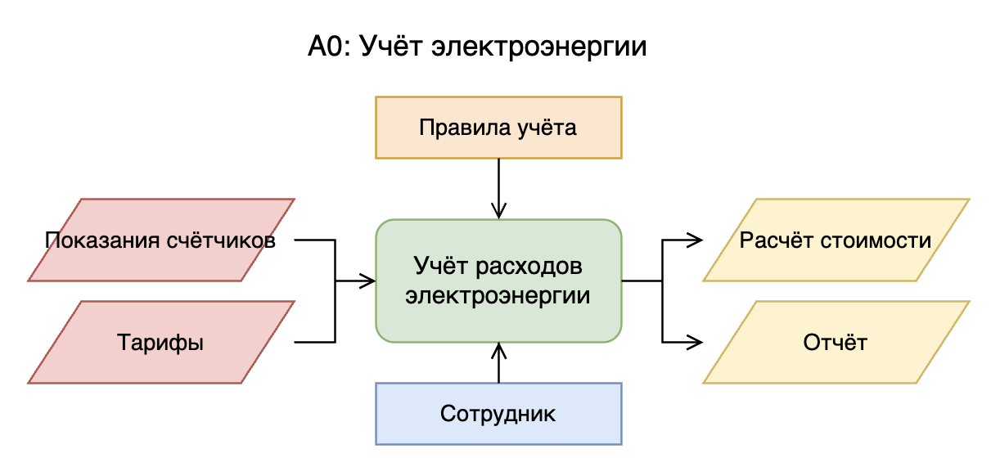 А0: Учёт электроэнергии
Правила учёта
Показания счётчиков
Тарифы
Учёт расходов
электроэнергии
Расчёт стоимости
Отчёт
Сотрудник